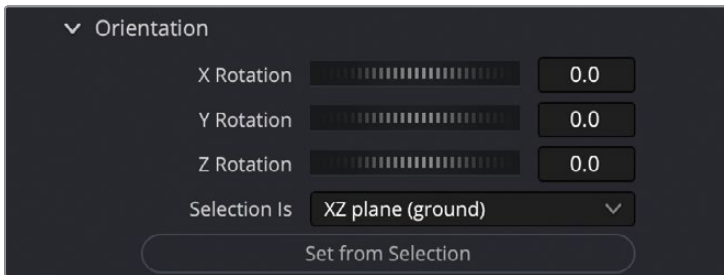 Orientation
X Rotation 0.0
Y Rotation 0.0
Z Rotation 0.0
Selection Is XZ plane (ground)
Set from Selection